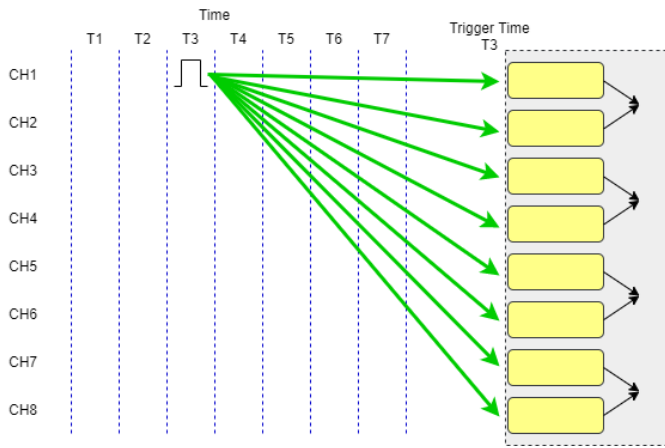 Time
Trigger Time
T1 T2 T3 T4 T5 T6 T7 T3
CH1
CH2
CH3
CH4
CH5
CH6
CH7
CH8